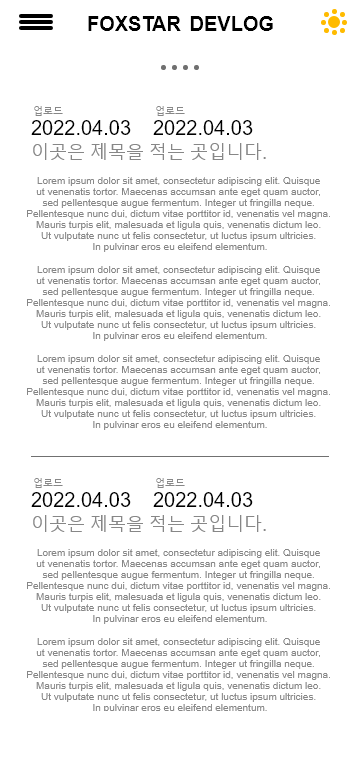 FOXSTAR DEVLOG
업로드 업로드
2022.04.03 2022.04.03
이곳은 제목을 적는 곳입니다.
Lorem ipsum dolor sit amet, consectetur adipiscing elit. Quisque
ut venenatis tortor. Maecenas accumsan ante eget quam auctor,
sed pellentesque augue fermentum. Integer ut fringilla neque.
Pellentesque nunc dui, dictum vitae porttitor id, venenatis vel magna.
Mauris turpis elit, malesuada et ligula quis, venenatis dictum leo.
Ut vulputate nunc ut felis consectetur, ut luctus ipsum ultricies.
In pulvinar eros eu eleifend elementum.
Lorem ipsum dolor sit amet, consectetur adipiscing elit. Quisque
ut venenatis tortor. Maecenas accumsan ante eget quam auctor,
sed pellentesque augue fermentum. Integer ut fringilla neque.
Pellentesque nunc dui, dictum vitae porttitor id, venenatis vel magna.
Mauris turpis elit, malesuada et ligula quis, venenatis dictum leo.
Ut vulputate nunc ut felis consectetur, ut luctus ipsum ultricies.
In pulvinar eros eu eleifend elementum.
Lorem ipsum dolor sit amet, consectetur adipiscing elit. Quisque
ut venenatis tortor. Maecenas accumsan ante eget quam auctor,
sed pellentesque augue fermentum. Integer ut fringilla neque.
Pellentesque nunc dui, dictum vitae porttitor id, venenatis vel magna.
Mauris turpis elit, malesuada et ligula quis, venenatis dictum leo.
Ut vulputate nunc ut felis consectetur, ut luctus ipsum ultricies.
In pulvinar eros eu eleifend elementum.
업로드 업로드
2022.04.03 2022.04.03
이곳은 제목을 적는 곳입니다.
Lorem ipsum dolor sit amet, consectetur adipiscing elit. Quisque
ut venenatis tortor. Maecenas accumsan ante eget quam auctor,
sed pellentesque augue fermentum. Integer ut fringilla neque.
Pellentesque nunc dui, dictum vitae porttitor id, venenatis vel magna.
Mauris turpis elit, malesuada et ligula quis, venenatis dictum leo.
Ut vulputate nunc ut felis consectetur, ut luctus ipsum ultricies.
In pulvinar eros eu eleifend elementum.
Lorem ipsum dolor sit amet, consectetur adipiscing elit. Quisque
ut venenatis tortor. Maecenas accumsan ante eget quam auctor,
sed pellentesque augue fermentum. Integer ut fringilla neque.
Pellentesque nunc dui, dictum vitae porttitor id, venenatis vel magna.
Mauris turpis elit, malesuada et ligula quis, venenatis dictum leo.
Ut vulputate nunc ut felis consectetur, ut luctus ipsum ultricies.
In pulvinar eros eu eleifend elementum.